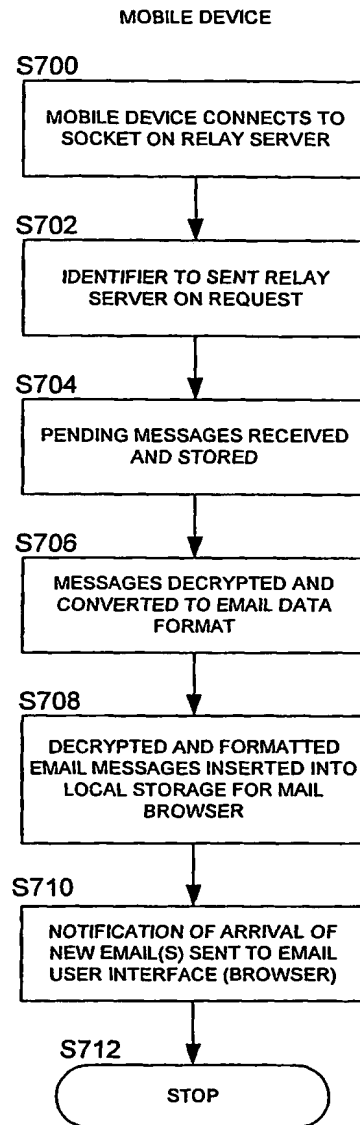 MOBILE DEVICE
S700
MOBILE DEVICE CONNECTS TO
SOCKET ON RELAY SERVER
S702
IDENTIFIER TO SENT RELAY
SERVER ON REQUEST
S704
PENDING MESSAGES RECEIVED
AND STORED
S706
MESSAGES DECRYPTED AND
CONVERTED TO EMAIL DATA
FORMAT
S708
DECRYPTED AND FORMATTED
EMAIL MESSAGES INSERTED INTO
LOCAL STORAGE FOR MAIL
BROWSER
S710
NOTIFICATION OF ARRIVAL OF
NEW EMAIL(S) SENT TO EMAIL
USER INTERFACE (BROWSER)
S712
STOP